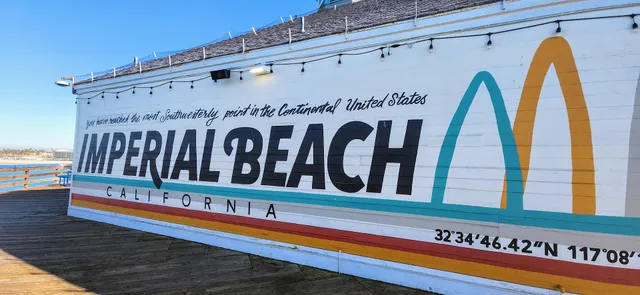 you have reached the most Southwesterly point in the Continental United States
IMPERIAL BEACH
CALIFORNIA
32°34'46.42"N 117°08'